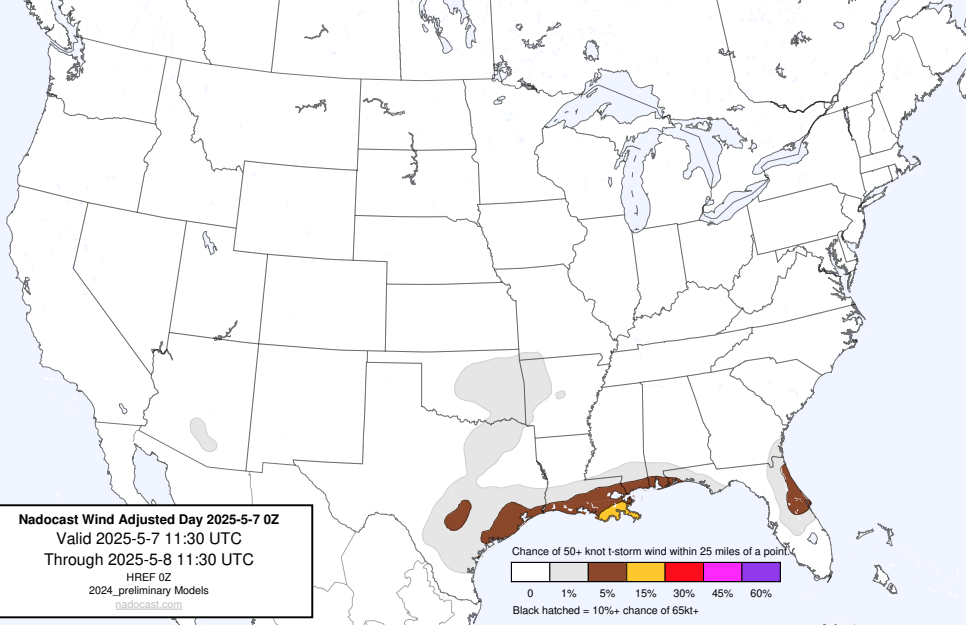 Nadocast Wind Adjusted Day 2025-5-7 0Z
Valid 2025-5-7 11:30 UTC
Through 2025-5-8 11:30 UTC
HREF 0Z
2024_preliminary Models
nadocast.com
Chance of 50+ knot t-storm wind within 25 miles of a point.
0 1% 5% 15% 30% 45% 60%
Black hatched = 10%+ chance of 65kt+